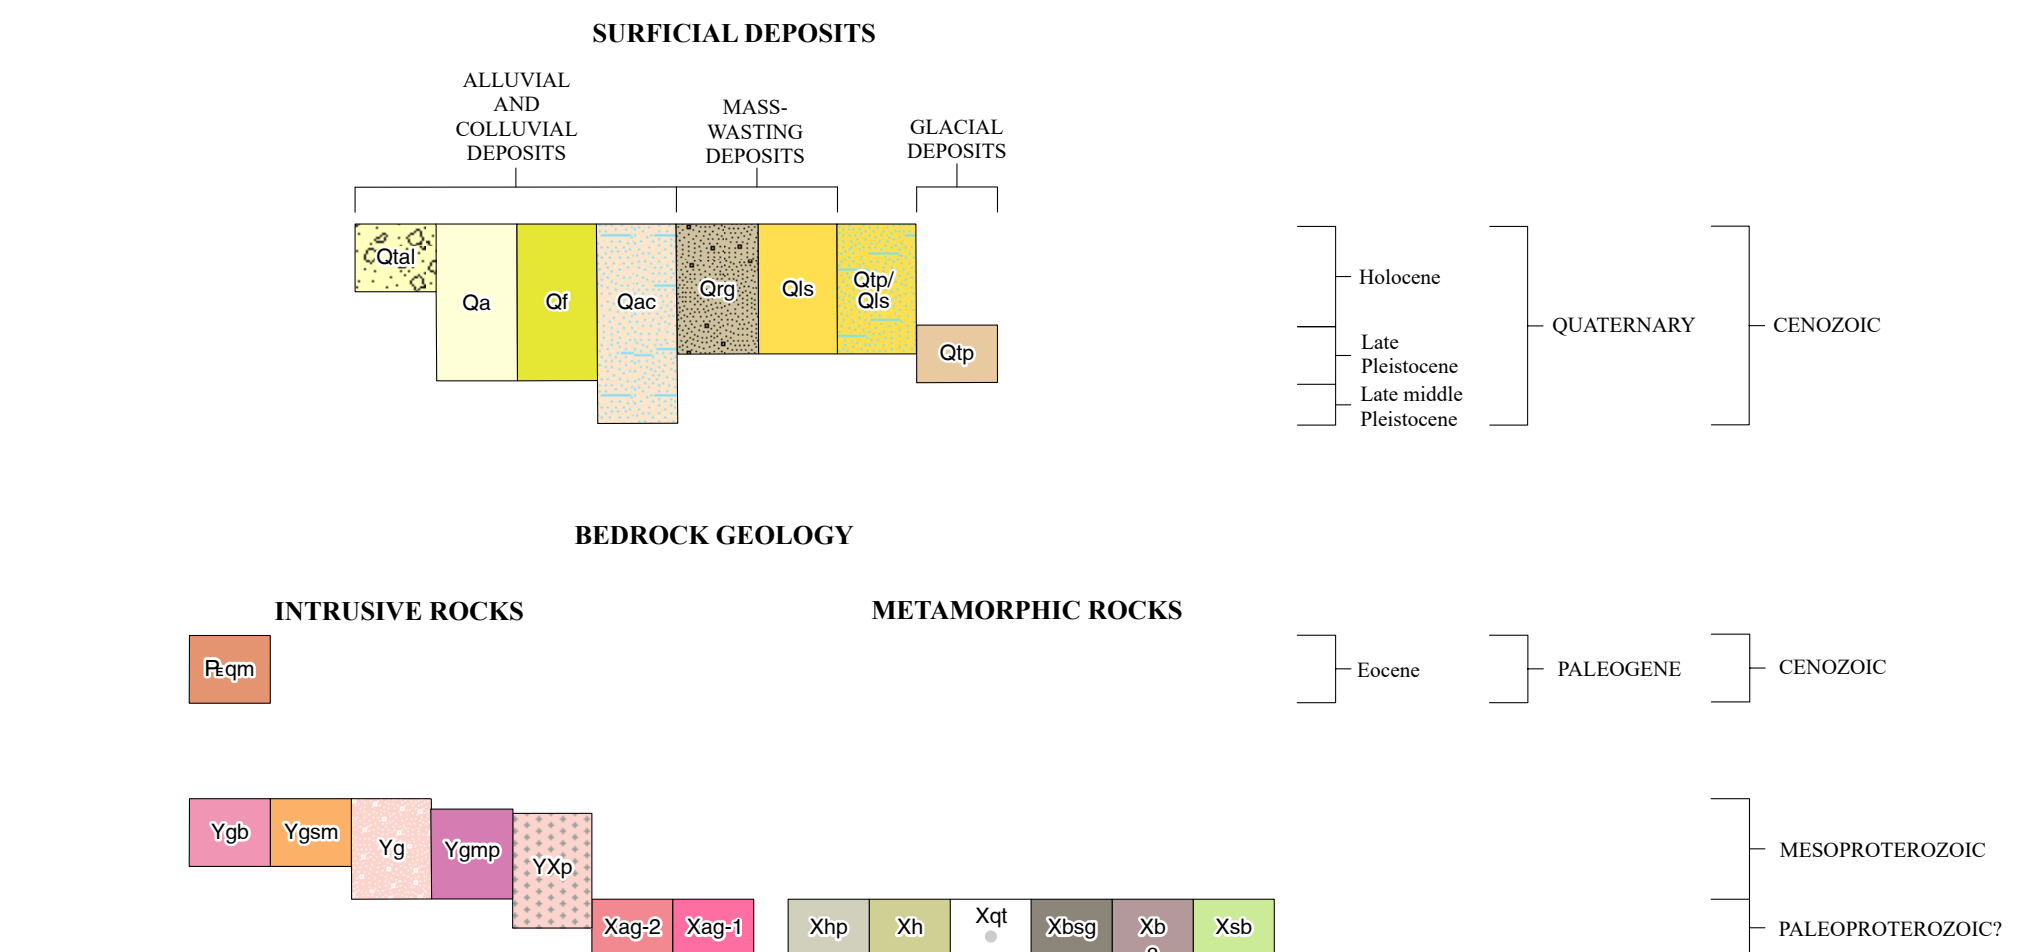 SURFICIAL DEPOSITS
ALLUVIAL
AND
COLLUVIAL
DEPOSITS
MASS-
WASTING
DEPOSITS
GLACIAL
DEPOSITS
Qtal
Qa
Qf
Qac
Qrg
Qls
Qtp/
Qls
Qtp
Holocene
Late
Pleistocene
Late middle
Pleistocene
QUATERNARY
CENOZOIC
BEDROCK GEOLOGY
INTRUSIVE ROCKS
METAMORPHIC ROCKS
Eocene
PALEOGENE
CENOZOIC
Ygb
Ygsm
Yg
Ygmp
YXp
MESOPROTEROZOIC
Xag-2
Xag-1
Xhp
Xh
Xqt
Xbsg
Xb
Xsb
PALEOPROTEROZOIC?